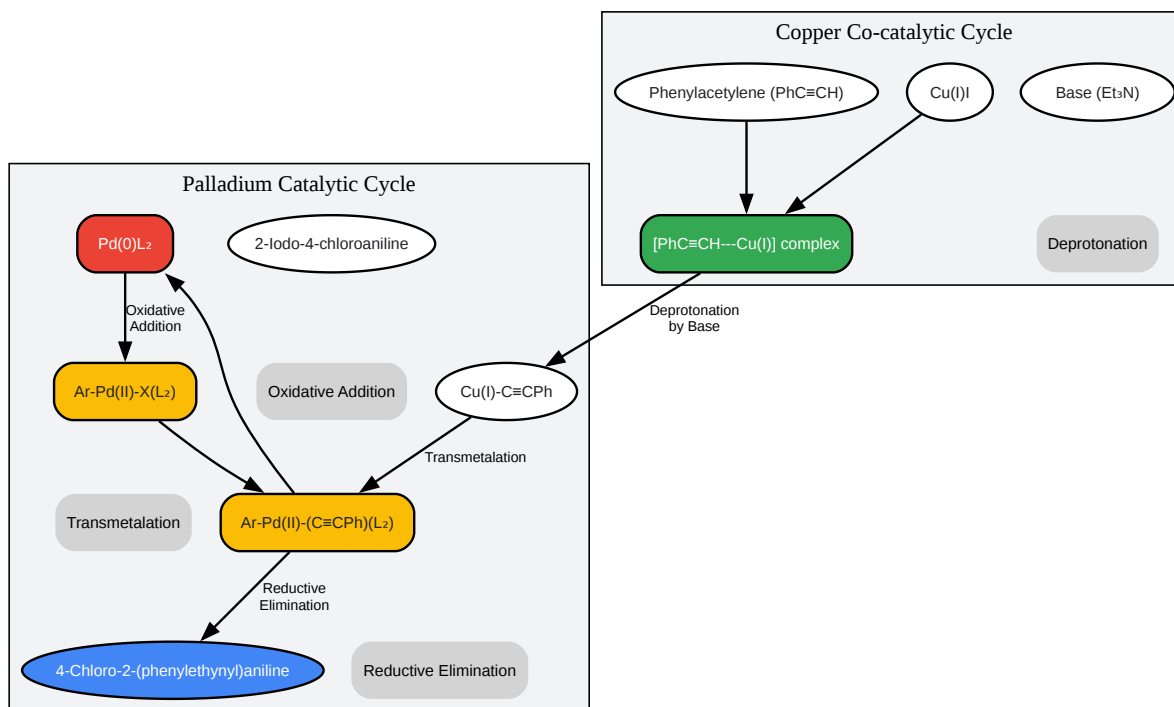 Copper Co-catalytic Cycle
Phenylacetylene (PhC≡CH)
Cu(I)I
Base (Et₃N)
[PhC≡CH---Cu(I)] complex
Deprotonation
Deprotonation
by Base
Palladium Catalytic Cycle
Pd(0)L₂
2-Iodo-4-chloroaniline
Oxidative
Addition
Ar-Pd(II)-X(L₂)
Oxidative Addition
Cu(I)-C≡CPh
Transmetalation
Transmetalation
Ar-Pd(II)-(C≡CPh)(L₂)
Reductive
Elimination
4-Chloro-2-(phenylethynyl)aniline
Reductive Elimination